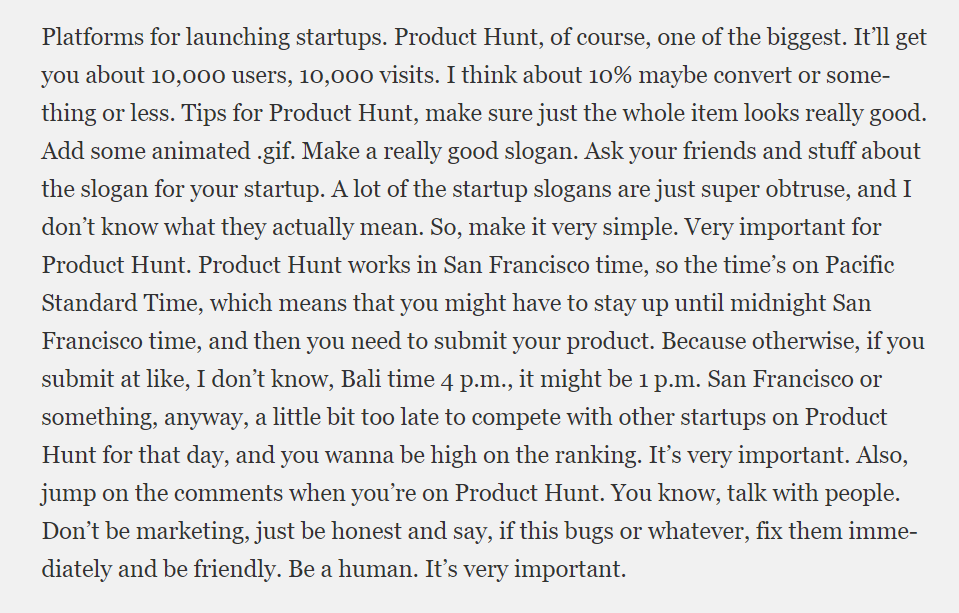 Platforms for launching startups. Product Hunt, of course, one of the biggest. It’ll get
you about 10,000 users, 10,000 visits. I think about 10% maybe convert or some-
thing or less. Tips for Product Hunt, make sure just the whole item looks really good.
Add some animated .gif. Make a really good slogan. Ask your friends and stuff about
the slogan for your startup. A lot of the startup slogans are just super obtruse, and I
don’t know what they actually mean. So, make it very simple. Very important for
Product Hunt. Product Hunt works in San Francisco time, so the time’s on Pacific
Standard Time, which means that you might have to stay up until midnight San
Francisco time, and then you need to submit your product. Because otherwise, if you
submit at like, I don’t know, Bali time 4 p.m., it might be 1 p.m. San Francisco or
something, anyway, a little bit too late to compete with other startups on Product
Hunt for that day, and you wanna be high on the ranking. It’s very important. Also,
jump on the comments when you’re on Product Hunt. You know, talk with people.
Don’t be marketing, just be honest and say, if this bugs or whatever, fix them imme-
diately and be friendly. Be a human. It’s very important.